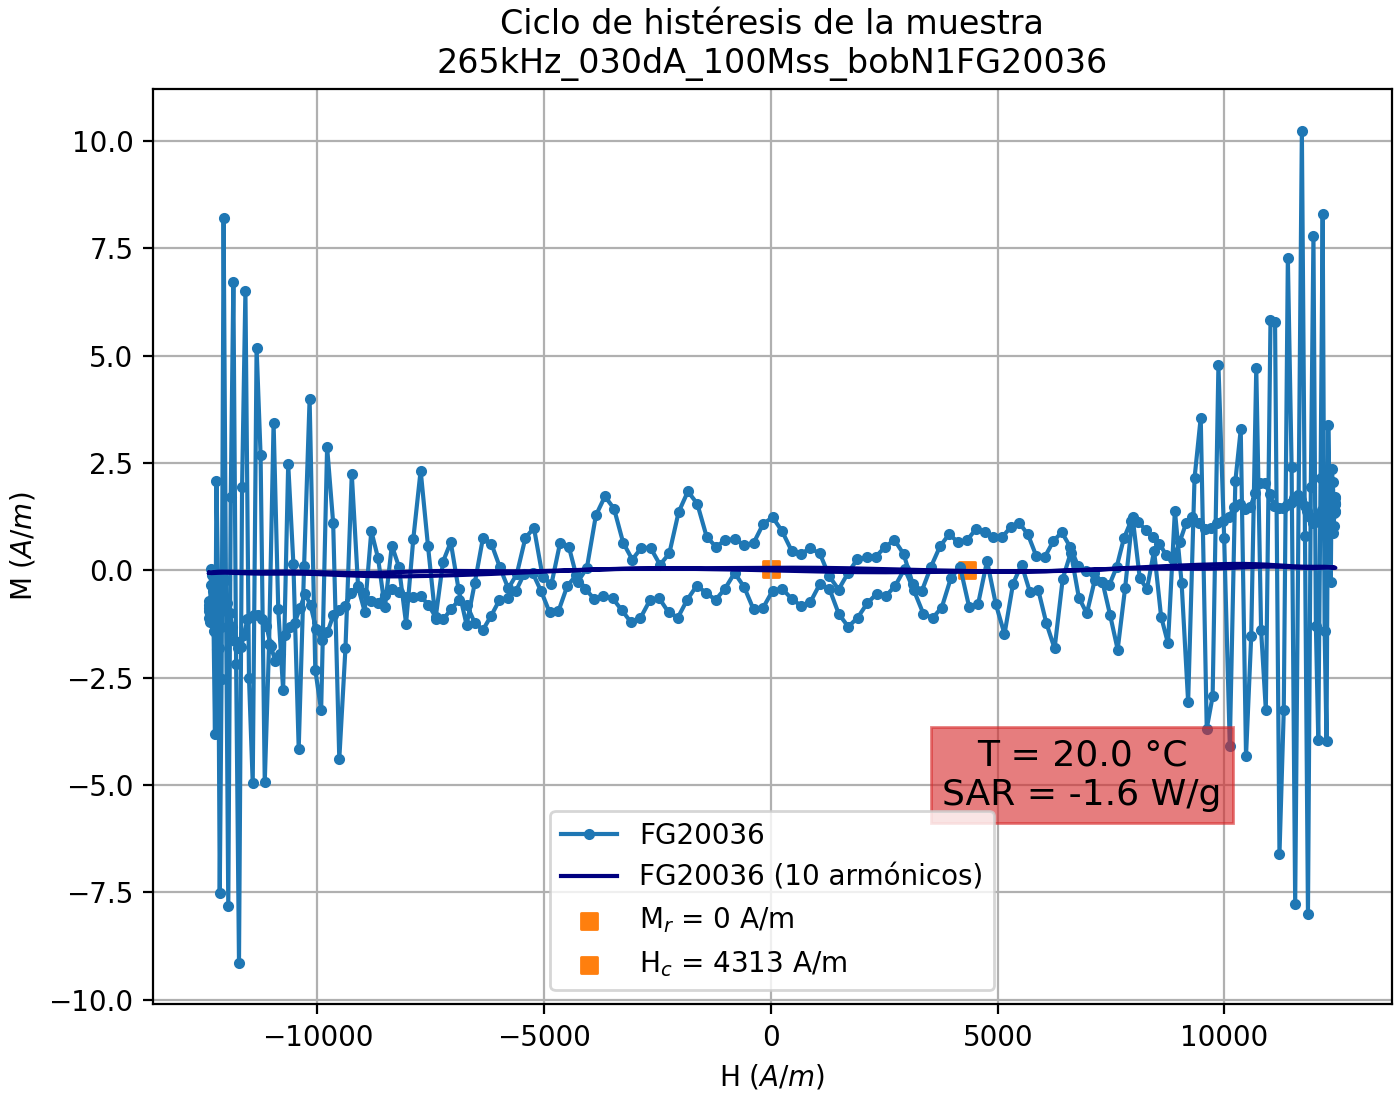 Ciclo de histéresis de la muestra
265kHz_030dA_100Mss_bobN1FG20036
M (A/m)
10.0
7.5
5.0
2.5
0.0
−2.5
−5.0
−7.5
−10.0
T = 20.0 °C
SAR = -1.6 W/g
FG20036
FG20036 (10 armónicos)
Mr = 0 A/m
Hc = 4313 A/m
−10000
−5000
0
5000
10000
H (A/m)